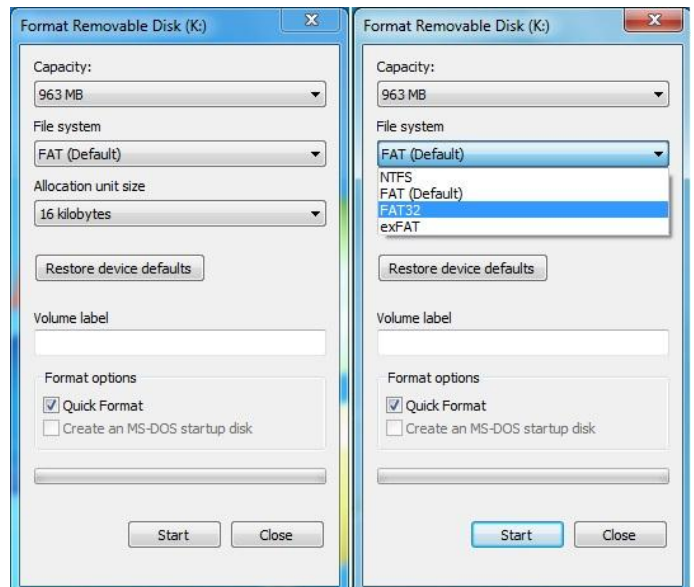 Format Removable Disk (K:)
Capacity:
963 MB
File system
FAT (Default)
Allocation unit size
16 kilobytes
Restore device defaults
Volume label
Format options
Quick Format
Create an MS-DOS startup disk
Start Close
Format Removable Disk (K:)
Capacity:
963 MB
File system
FAT (Default)
NTFS
FAT (Default)
FAT32
exFAT
Restore device defaults
Volume label
Format options
Quick Format
Create an MS-DOS startup disk
Start Close